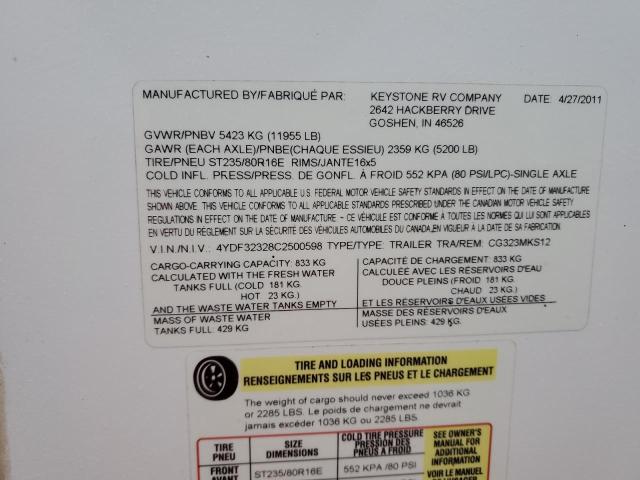 MANUFACTURED BY/FABRIQUÉ PAR: KEYSTONE RV COMPANY DATE: 4/27/2011
2642 HACKBERRY DRIVE
GOSHEN, IN 46526
GVWR/PNBV 5423 KG (11955 LB)
GAWR (EACH AXLE)/PNBE(CHAQUE ESSIEU) 2359 KG (5200 LB)
TIRE/PNEU ST235/80R16E RIMS/JANTE16x5
COLD INFL. PRESS/PRESS. DE GONFL. À FROID 552 KPA (80 PSI/LPC)-SINGLE AXLE
THIS VEHICLE CONFORMS TO ALL APPLICABLE U.S. FEDERAL MOTOR VEHICLE SAFETY STANDARDS IN EFFECT ON THE DATE OF MANUFACTURE
SHOWN ABOVE. THIS VEHICLE CONFORMS TO ALL APPLICABLE STANDARDS PRESCRIBED UNDER THE CANADIAN MOTOR VEHICLE SAFETY
REGULATIONS IN EFFECT ON THE DATE OF MANUFACTURE - CE VÉHICULE EST CONFORME À TOUTES LES NORMES QUI LUI SONT APPLICABLES
EN VERTU DU RÈGLEMENT SUR LA SÉCURITÉ DES VÉHICULES AUTOMOBILES DU CANADA,EN VIGUEUR À LA DATE DE SA FABRICATION
V.I.N./N.I.V.: 4YDF32328C2500598 TYPE/TYPE: TRAILER TRA/REM: CG323MKS12
CARGO-CARRYING CAPACITY: 833 KG
CALCULATED WITH THE FRESH WATER
TANKS FULL (COLD 181 KG.
HOT 23 KG.)
AND THE WASTE WATER TANKS EMPTY
MASS OF WASTE WATER
TANKS FULL: 429 KG
CAPACITÉ DE CHARGEMENT: 833 KG
CALCULÉE AVEC LES RÉSERVOIRS D'EAU
DOUCE PLEINS (FROID 181 KG.
CHAUD 23 KG.)
ET LES RÉSERVOIRS D'EAUX USÉES VIDES
MASSE DES RÉSERVOIRS D'EAUX
USÉES PLEINS: 429 KG.
TIRE AND LOADING INFORMATION
RENSEIGNEMENTS SUR LES PNEUS ET LE CHARGEMENT
The weight of cargo should never exceed 1036 KG
or 2285 LBS. Le poids de chargement ne devrait
jamais excéder 1036 KG ou 2285 LBS.
TIRE
PNEU
SIZE
DIMENSIONS
COLD TIRE PRESSURE
PRESSION DES
PNEUS A FROID
SEE OWNER'S
MANUAL FOR
ADDITIONAL
INFORMATION
VOIR LE MANUEL
FRONT
AVANT
ST235/80R16E
552 KPA /80 PSI